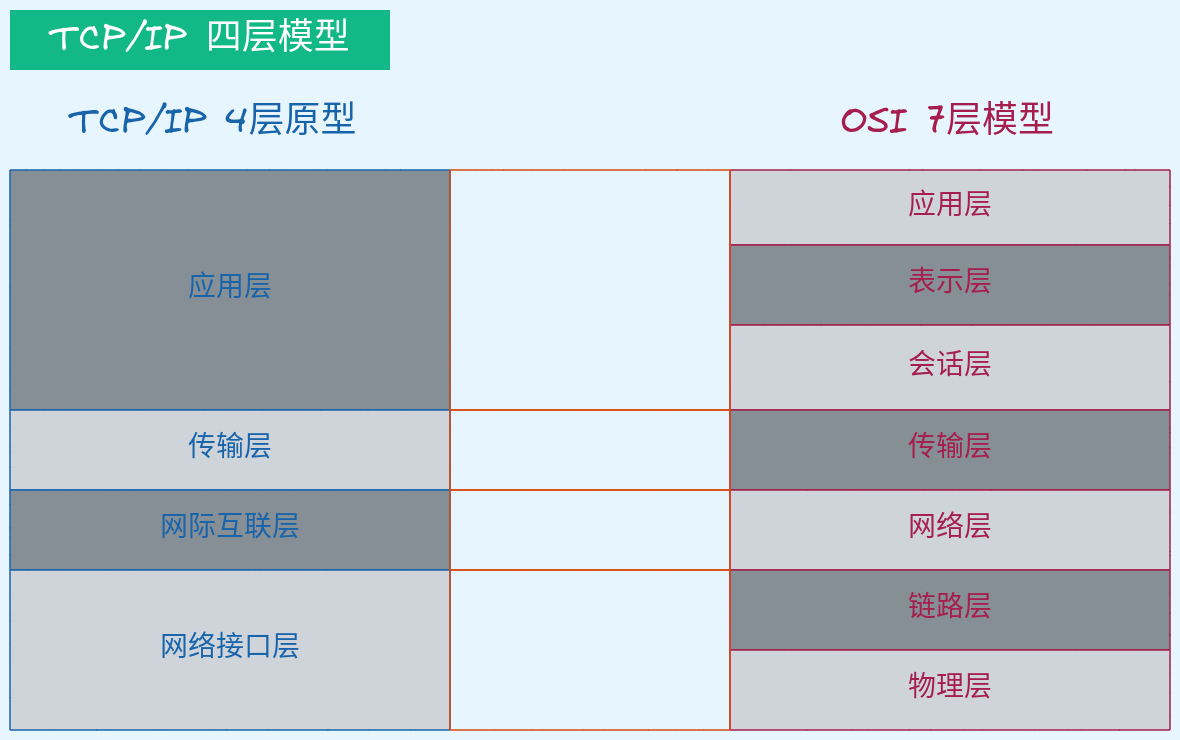 TCP/IP 四层模型
TCP/IP 4层原型
OSI 7层模型
应用层
传输层
网际互联层
网络接口层
应用层
表示层
会话层
传输层
网络层
链路层
物理层